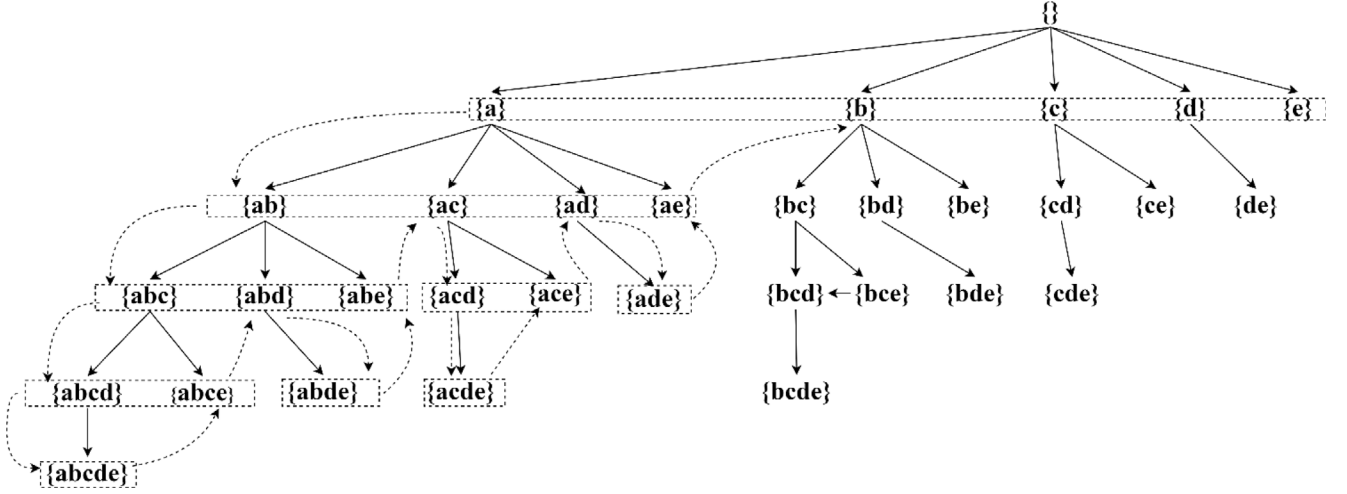 {}
{a} {b} {c} {d} {e}
{ab} {ac} {ad} {ae} {bc} {bd} {be} {cd} {ce} {de}
{abc} {abd} {abe} {acd} {ace} {ade} {bcd} {bce} {bde} {cde}
{abcd} {abce} {abde} {acde} {bcde}
{abcde}